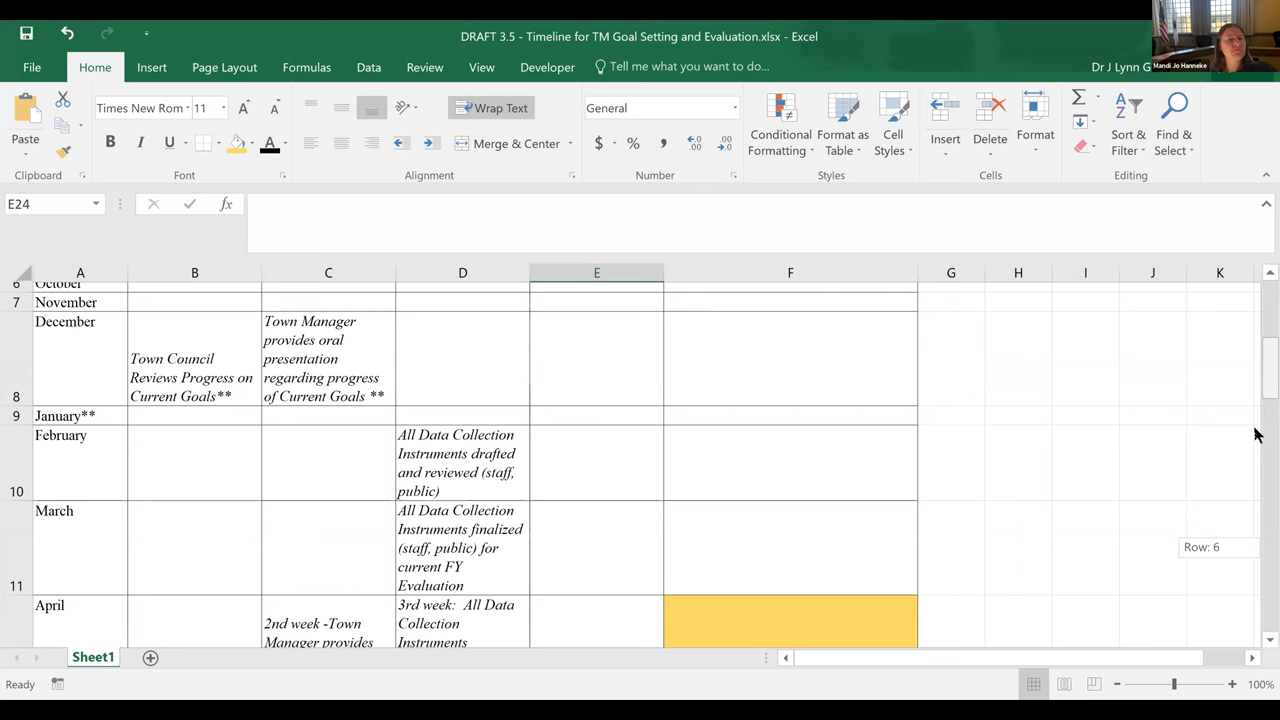 DRAFT 3.5 - Timeline for TM Goal Setting and Evaluation.xlsx - Excel
Mandi Jo Hanneke
File Home Insert Page Layout Formulas Data Review View Developer Tell me what you want to do... Dr J Lynn G
Times New Rom 11 A A Wrap Text General
Paste B I U A Merge & Center $ % Conditional Formatting Format as Table Cell Styles Insert Delete Format Sort & Filter Find & Select
Clipboard Font Alignment Number Styles Cells Editing
E24 fx
A B C D E F G H I J K
6 October
7 November
8 December
Town Council
Reviews Progress on
Current Goals**
Town Manager
provides oral
presentation
regarding progress
of Current Goals **
9 January**
10 February
All Data Collection
Instruments drafted
and reviewed (staff,
public)
11 March
All Data Collection
Instruments finalized
(staff, public) for
current FY
Evaluation
Row: 6
April
2nd week -Town
Manager provides
3rd week: All Data
Collection
Instruments
Sheet1
Ready 100%